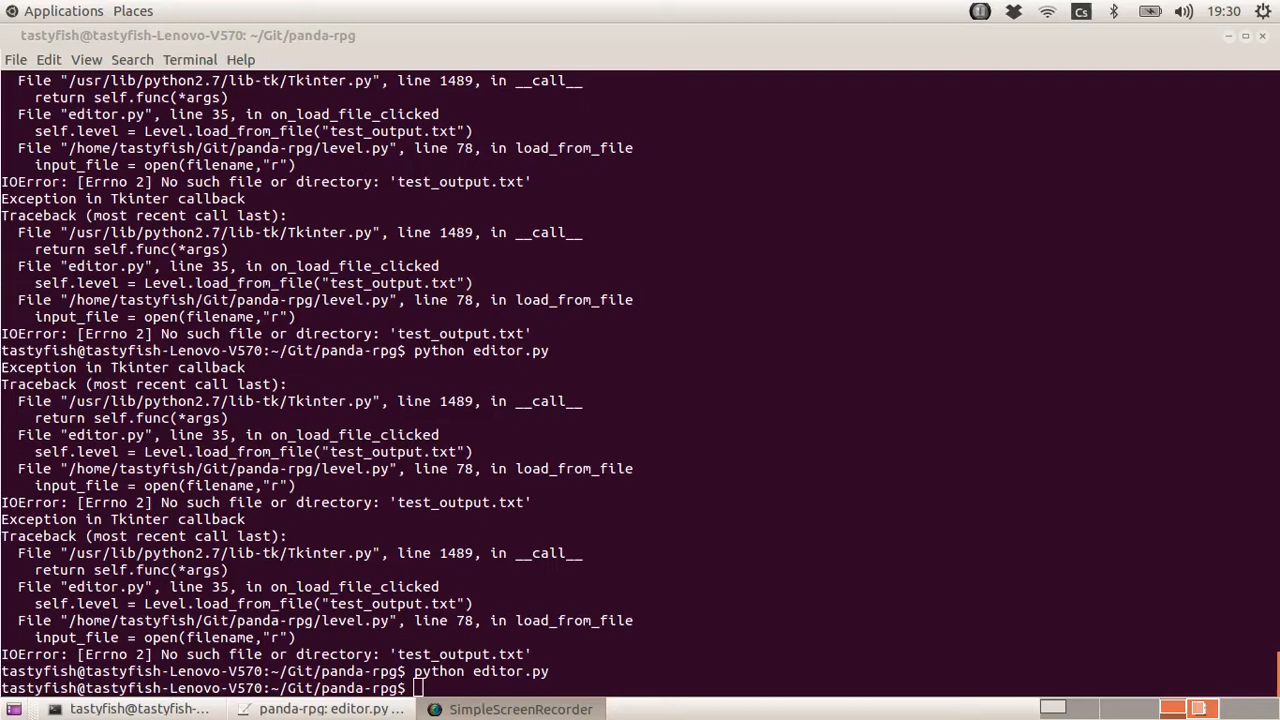 Applications Places
Cs
19:30
tastyfish@tastyfish-Lenovo-V570: ~/Git/panda-rpg
File Edit View Search Terminal Help
  File "/usr/lib/python2.7/lib-tk/Tkinter.py", line 1489, in __call__
    return self.func(*args)
  File "editor.py", line 35, in on_load_file_clicked
    self.level = Level.load_from_file("test_output.txt")
  File "/home/tastyfish/Git/panda-rpg/level.py", line 78, in load_from_file
    input_file = open(filename,"r")
IOError: [Errno 2] No such file or directory: 'test_output.txt'
Exception in Tkinter callback
Traceback (most recent call last):
  File "/usr/lib/python2.7/lib-tk/Tkinter.py", line 1489, in __call__
    return self.func(*args)
  File "editor.py", line 35, in on_load_file_clicked
    self.level = Level.load_from_file("test_output.txt")
  File "/home/tastyfish/Git/panda-rpg/level.py", line 78, in load_from_file
    input_file = open(filename,"r")
IOError: [Errno 2] No such file or directory: 'test_output.txt'
tastyfish@tastyfish-Lenovo-V570:~/Git/panda-rpg$ python editor.py
Exception in Tkinter callback
Traceback (most recent call last):
  File "/usr/lib/python2.7/lib-tk/Tkinter.py", line 1489, in __call__
    return self.func(*args)
  File "editor.py", line 35, in on_load_file_clicked
    self.level = Level.load_from_file("test_output.txt")
  File "/home/tastyfish/Git/panda-rpg/level.py", line 78, in load_from_file
    input_file = open(filename,"r")
IOError: [Errno 2] No such file or directory: 'test_output.txt'
Exception in Tkinter callback
Traceback (most recent call last):
  File "/usr/lib/python2.7/lib-tk/Tkinter.py", line 1489, in __call__
    return self.func(*args)
  File "editor.py", line 35, in on_load_file_clicked
    self.level = Level.load_from_file("test_output.txt")
  File "/home/tastyfish/Git/panda-rpg/level.py", line 78, in load_from_file
    input_file = open(filename,"r")
IOError: [Errno 2] No such file or directory: 'test_output.txt'
tastyfish@tastyfish-Lenovo-V570:~/Git/panda-rpg$ python editor.py
tastyfish@tastyfish-Lenovo-V570:~/Git/panda-rpg$
tastyfish@tastyfish-... panda-rpg: editor.py ... SimpleScreenRecorder